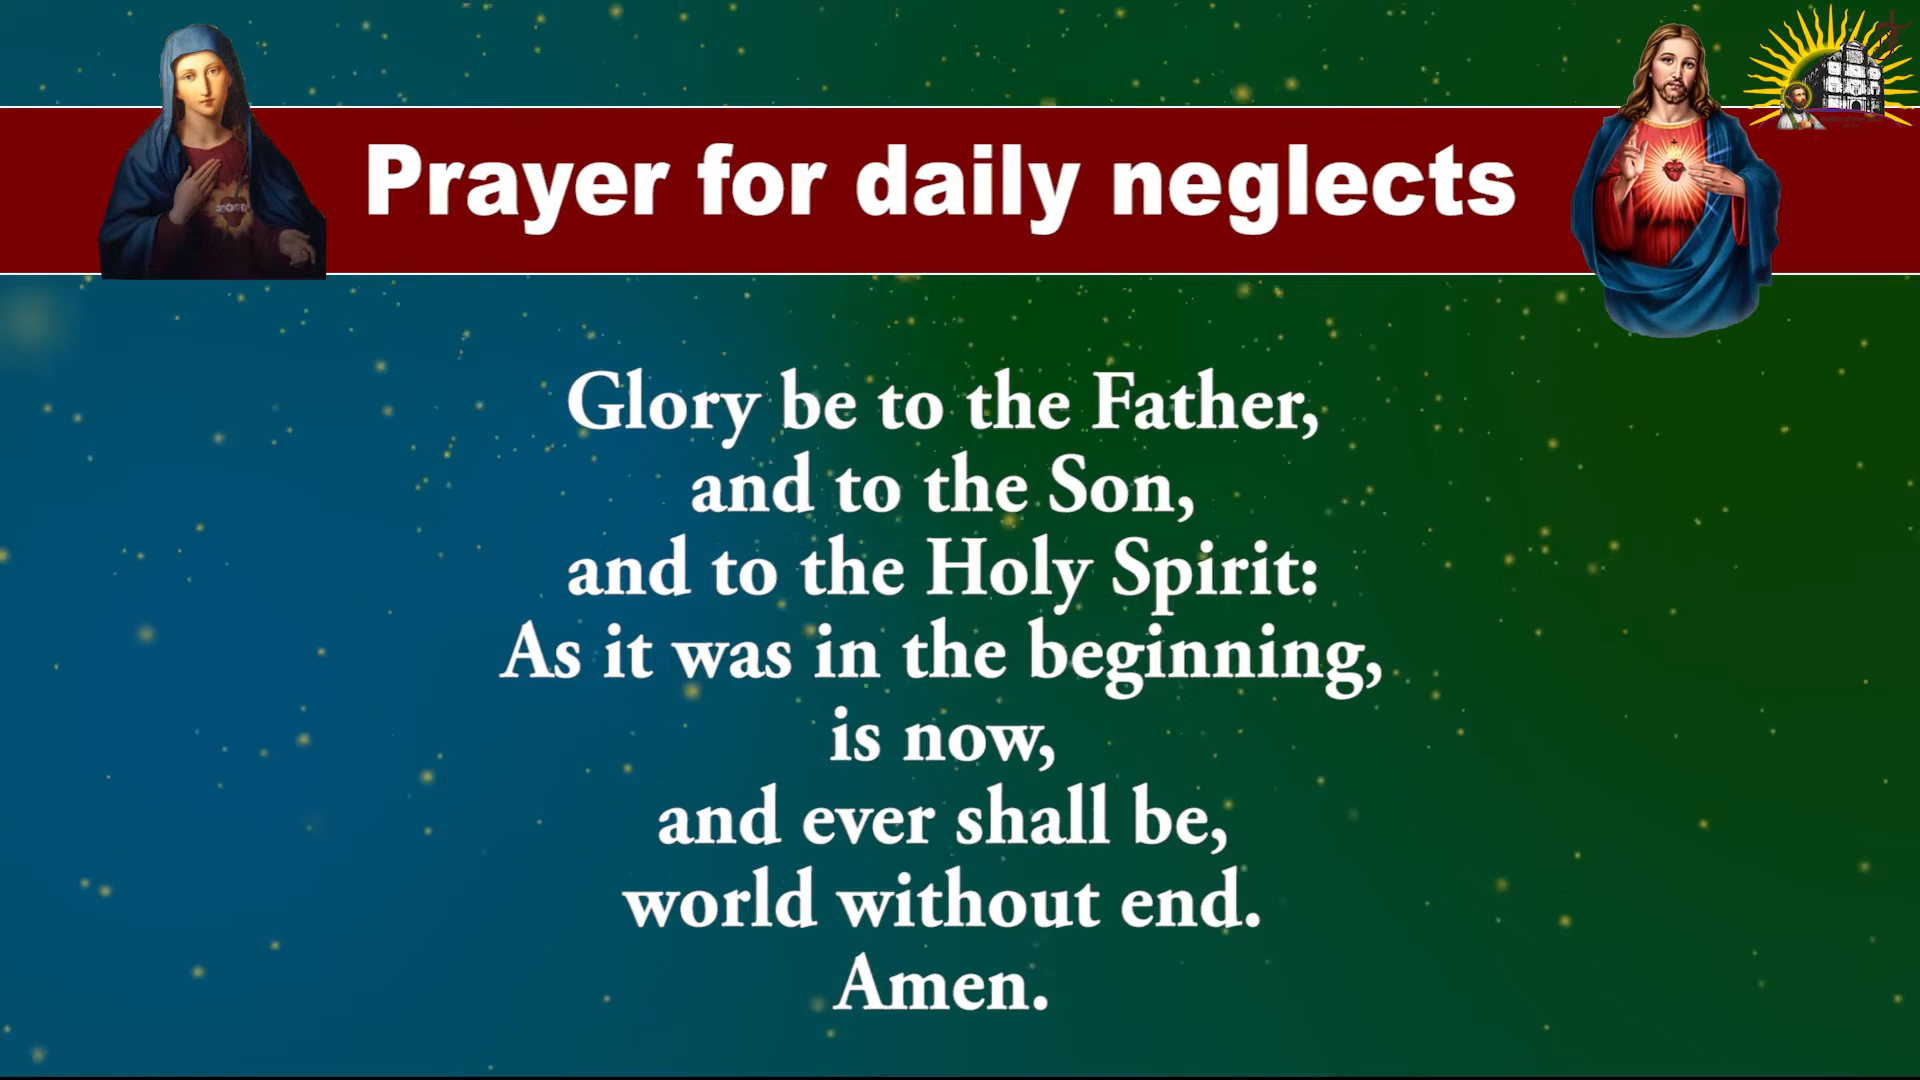 Prayer for daily neglects
Glory be to the Father,
and to the Son,
and to the Holy Spirit:
As it was in the beginning,
is now,
and ever shall be,
world without end.
Amen.